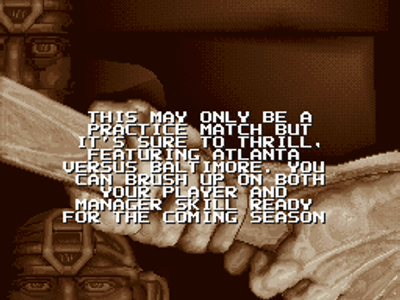 THIS MAY ONLY BE A
PRACTICE MATCH BUT
IT'S SURE TO THRILL,
FEATURING ATLANTA
VERSUS BALTIMORE. YOU
CAN BRUSH UP ON BOTH
YOUR PLAYER AND
MANAGER SKILL READY
FOR THE COMING SEASON